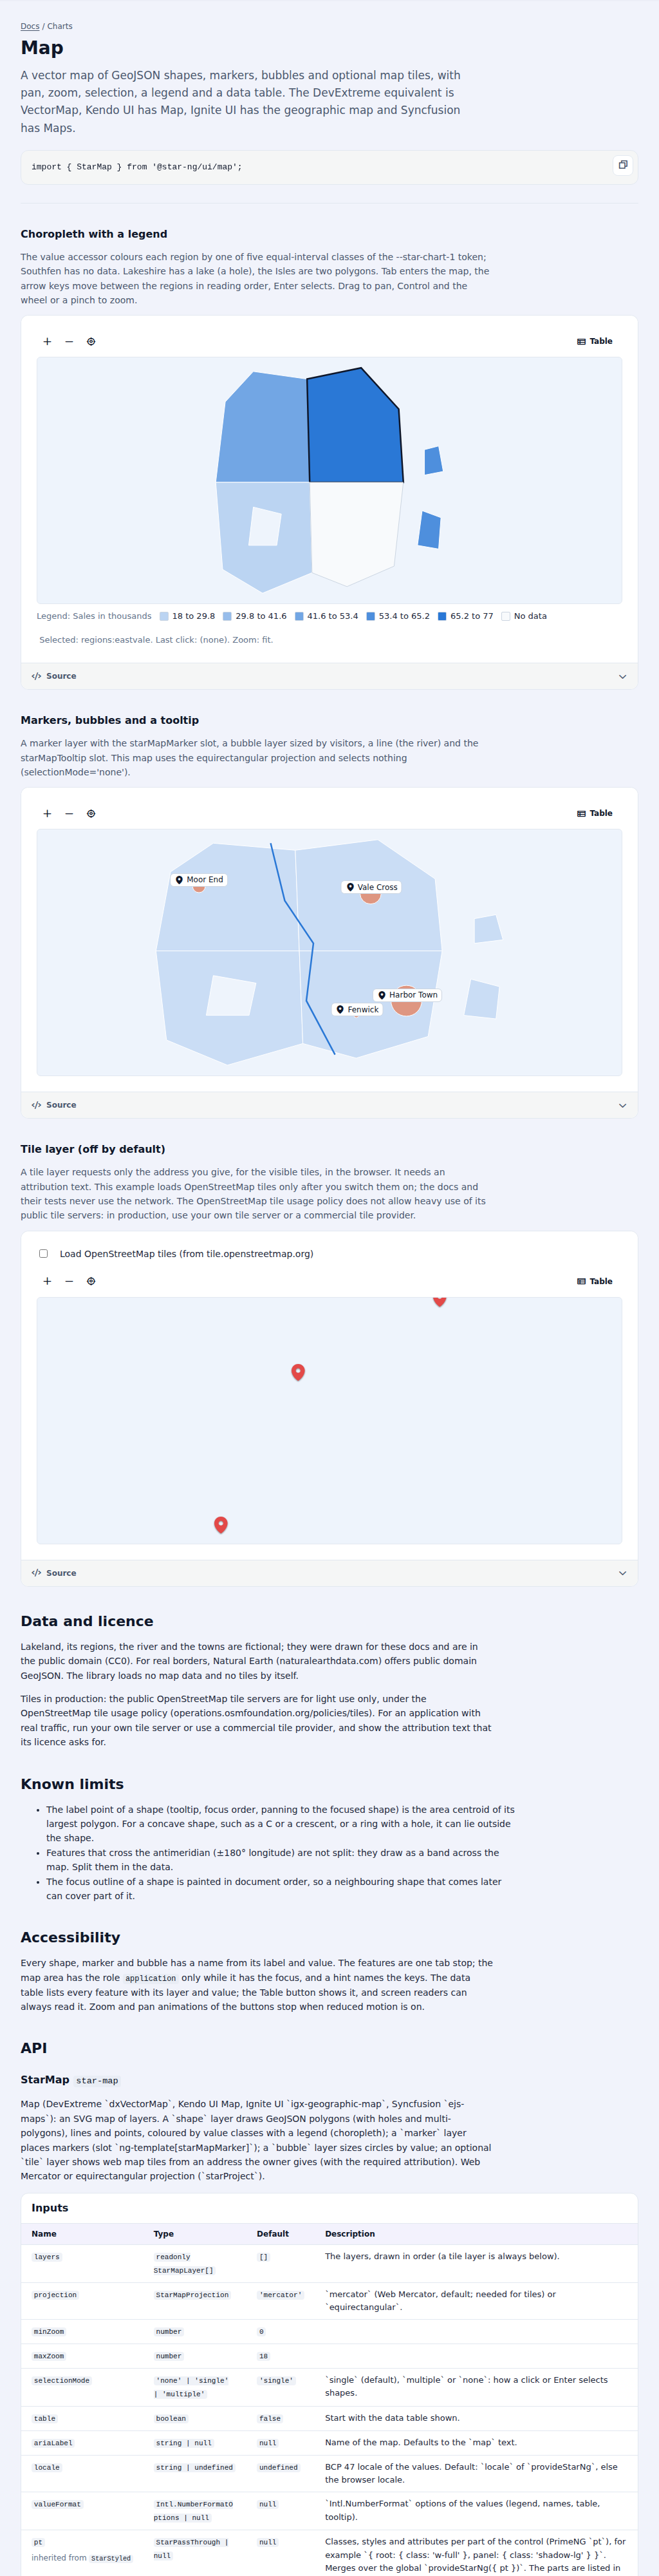 Docs / Charts
Map
A vector map of GeoJSON shapes, markers, bubbles and optional map tiles, with
pan, zoom, selection, a legend and a data table. The DevExtreme equivalent is
VectorMap, Kendo UI has Map, Ignite UI has the geographic map and Syncfusion
has Maps.
import { StarMap } from '@star-ng/ui/map';
Choropleth with a legend
The value accessor colours each region by one of five equal-interval classes of the --star-chart-1 token;
Southfen has no data. Lakeshire has a lake (a hole), the Isles are two polygons. Tab enters the map, the
arrow keys move between the regions in reading order, Enter selects. Drag to pan, Control and the
wheel or a pinch to zoom.
Table
Legend: Sales in thousands 18 to 29.8 29.8 to 41.6 41.6 to 53.4 53.4 to 65.2 65.2 to 77 No data
Selected: regions:eastvale. Last click: (none). Zoom: fit.
Source
Markers, bubbles and a tooltip
A marker layer with the starMapMarker slot, a bubble layer sized by visitors, a line (the river) and the
starMapTooltip slot. This map uses the equirectangular projection and selects nothing
(selectionMode='none').
Table
Moor End
Vale Cross
Harbor Town
Fenwick
Source
Tile layer (off by default)
A tile layer requests only the address you give, for the visible tiles, in the browser. It needs an
attribution text. This example loads OpenStreetMap tiles only after you switch them on; the docs and
their tests never use the network. The OpenStreetMap tile usage policy does not allow heavy use of its
public tile servers: in production, use your own tile server or a commercial tile provider.
Load OpenStreetMap tiles (from tile.openstreetmap.org)
Table
Source
Data and licence
Lakeland, its regions, the river and the towns are fictional; they were drawn for these docs and are in
the public domain (CC0). For real borders, Natural Earth (naturalearthdata.com) offers public domain
GeoJSON. The library loads no map data and no tiles by itself.
Tiles in production: the public OpenStreetMap tile servers are for light use only, under the
OpenStreetMap tile usage policy (operations.osmfoundation.org/policies/tiles). For an application with
real traffic, run your own tile server or use a commercial tile provider, and show the attribution text that
its licence asks for.
Known limits
• The label point of a shape (tooltip, focus order, panning to the focused shape) is the area centroid of its
largest polygon. For a concave shape, such as a C or a crescent, or a ring with a hole, it can lie outside
the shape.
• Features that cross the antimeridian (±180° longitude) are not split: they draw as a band across the
map. Split them in the data.
• The focus outline of a shape is painted in document order, so a neighbouring shape that comes later
can cover part of it.
Accessibility
Every shape, marker and bubble has a name from its label and value. The features are one tab stop; the
map area has the role application only while it has the focus, and a hint names the keys. The data
table lists every feature with its layer and value; the Table button shows it, and screen readers can
always read it. Zoom and pan animations of the buttons stop when reduced motion is on.
API
StarMap star-map
Map (DevExtreme `dxVectorMap`, Kendo UI Map, Ignite UI `igx-geographic-map`, Syncfusion `ejs-
maps`): an SVG map of layers. A `shape` layer draws GeoJSON polygons (with holes and multi-
polygons), lines and points, coloured by value classes with a legend (choropleth); a `marker` layer
places markers (slot `ng-template[starMapMarker]`); a `bubble` layer sizes circles by value; an optional
`tile` layer shows web map tiles from an address the owner gives (with the required attribution). Web
Mercator or equirectangular projection (`starProject`).
Inputs
Name Type Default Description
layers readonly StarMapLayer[] [] The layers, drawn in order (a tile layer is always below).
projection StarMapProjection 'mercator' `mercator` (Web Mercator, default; needed for tiles) or
`equirectangular`.
minZoom number 0
maxZoom number 18
selectionMode 'none' | 'single' | 'multiple' 'single' `single` (default), `multiple` or `none`: how a click or Enter selects
shapes.
table boolean false Start with the data table shown.
ariaLabel string | null null Name of the map. Defaults to the `map` text.
locale string | undefined undefined BCP 47 locale of the values. Default: `locale` of `provideStarNg`, else
the browser locale.
valueFormat Intl.NumberFormatOptions | null null `Intl.NumberFormat` options of the values (legend, names, table,
tooltip).
pt StarPassThrough | null null Classes, styles and attributes per part of the control (PrimeNG `pt`), for
inherited from StarStyled example `{ root: { class: 'w-full' }, panel: { class: 'shadow-lg' } }`.
Merges over the global `provideStarNg({ pt })`. The parts are listed in